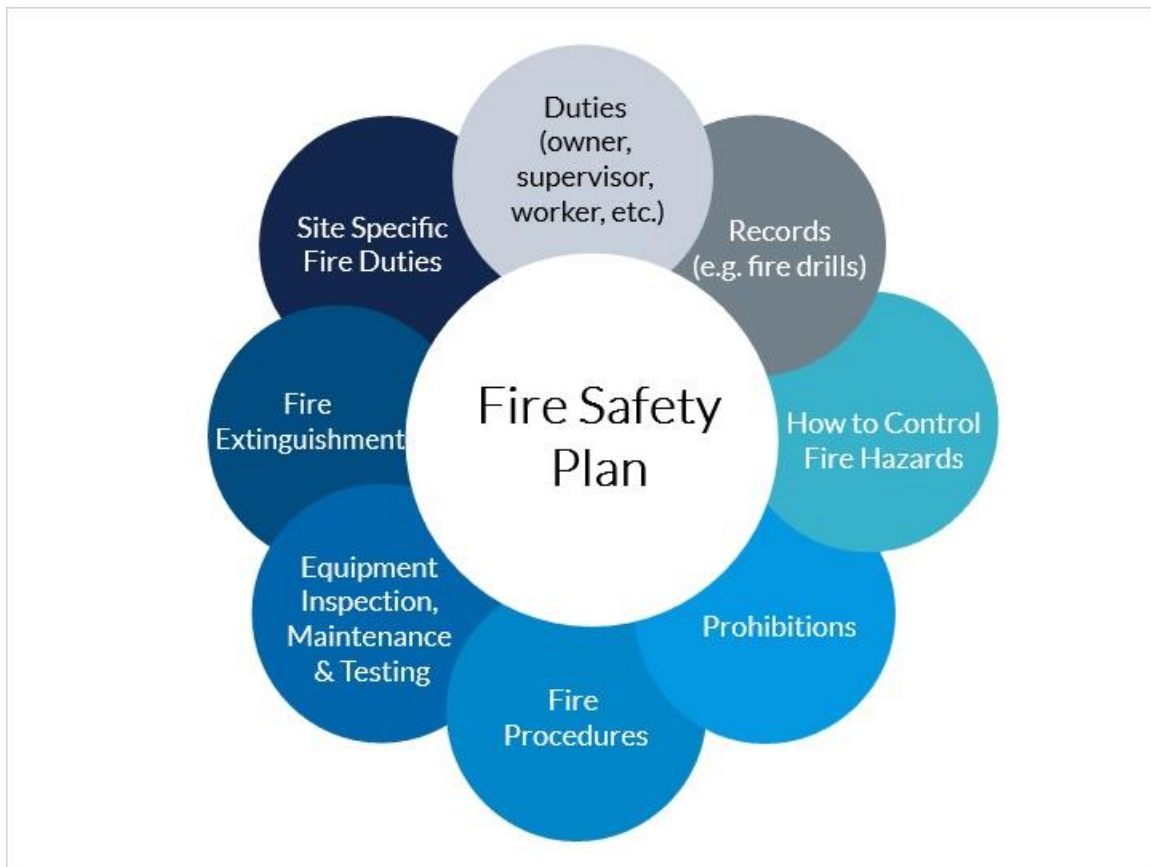 Fire Safety
Plan
Duties
(owner,
supervisor,
worker, etc.)
Records
(e.g. fire drills)
How to Control
Fire Hazards
Prohibitions
Fire
Procedures
Equipment
Inspection,
Maintenance
& Testing
Fire
Extinguishment
Site Specific
Fire Duties